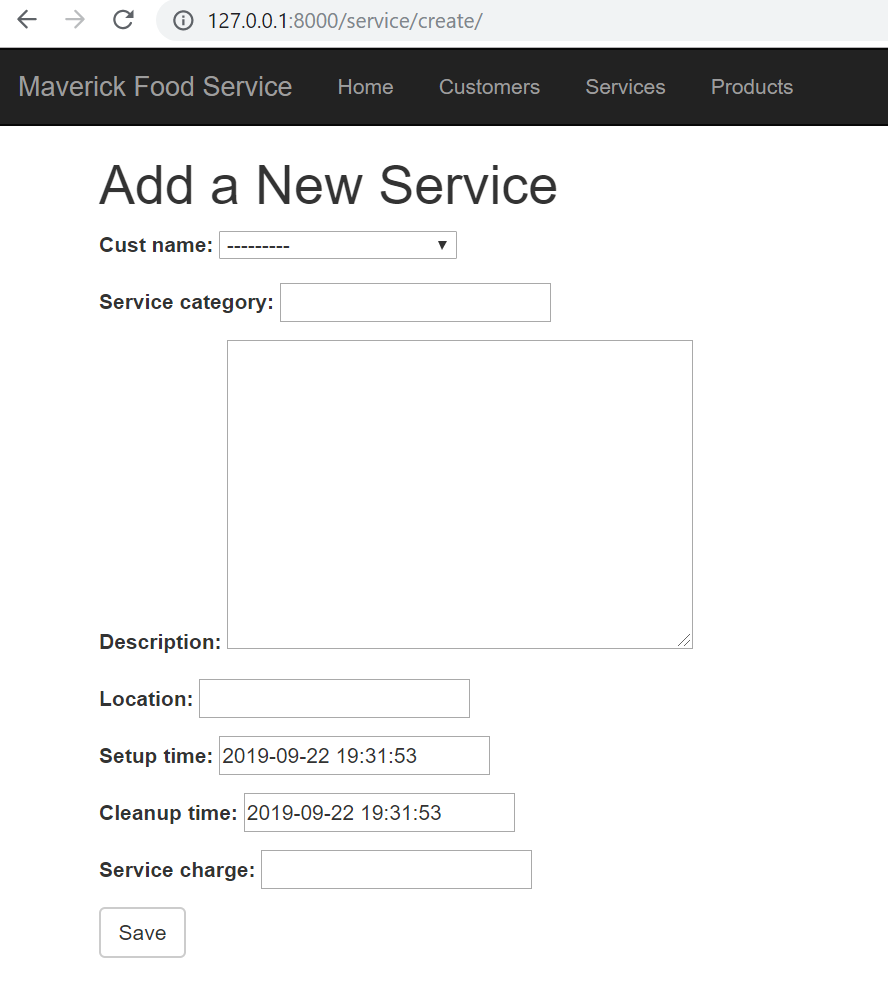 127.0.0.1:8000/service/create/
Maverick Food Service Home Customers Services Products
Add a New Service
Cust name: ---------
Service category:
Description:
Location:
Setup time: 2019-09-22 19:31:53
Cleanup time: 2019-09-22 19:31:53
Service charge:
Save